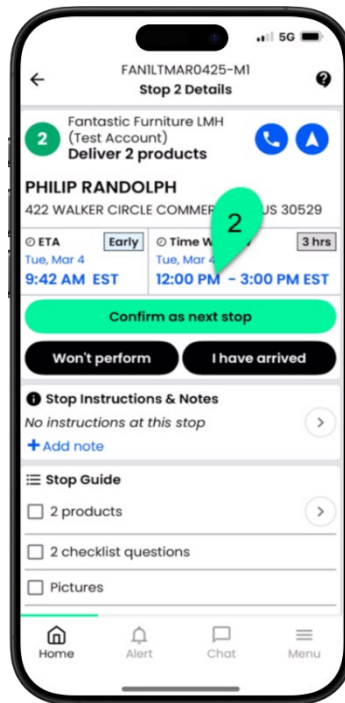 5G
FAN1LTMAR0425-M1
Stop 2 Details
2
Fantastic Furniture LMH
(Test Account)
Deliver 2 products
PHILIP RANDOLPH
422 WALKER CIRCLE COMMER US 30529
2
ETA Early
Tue, Mar 4
9:42 AM EST
Time W 3 hrs
Tue, Mar 4
12:00 PM - 3:00 PM EST
Confirm as next stop
Won't perform
I have arrived
Stop Instructions & Notes
No instructions at this stop
+ Add note
Stop Guide
2 products
2 checklist questions
Pictures
Home Alert Chat Menu